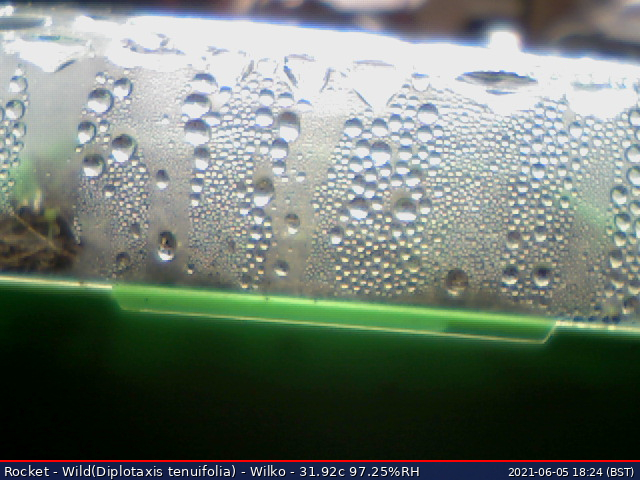 Rocket - Wild(Diplotaxis tenuifolia) - Wilko - 31.92c 97.25%RH 2021-06-05 18:24 (BST)